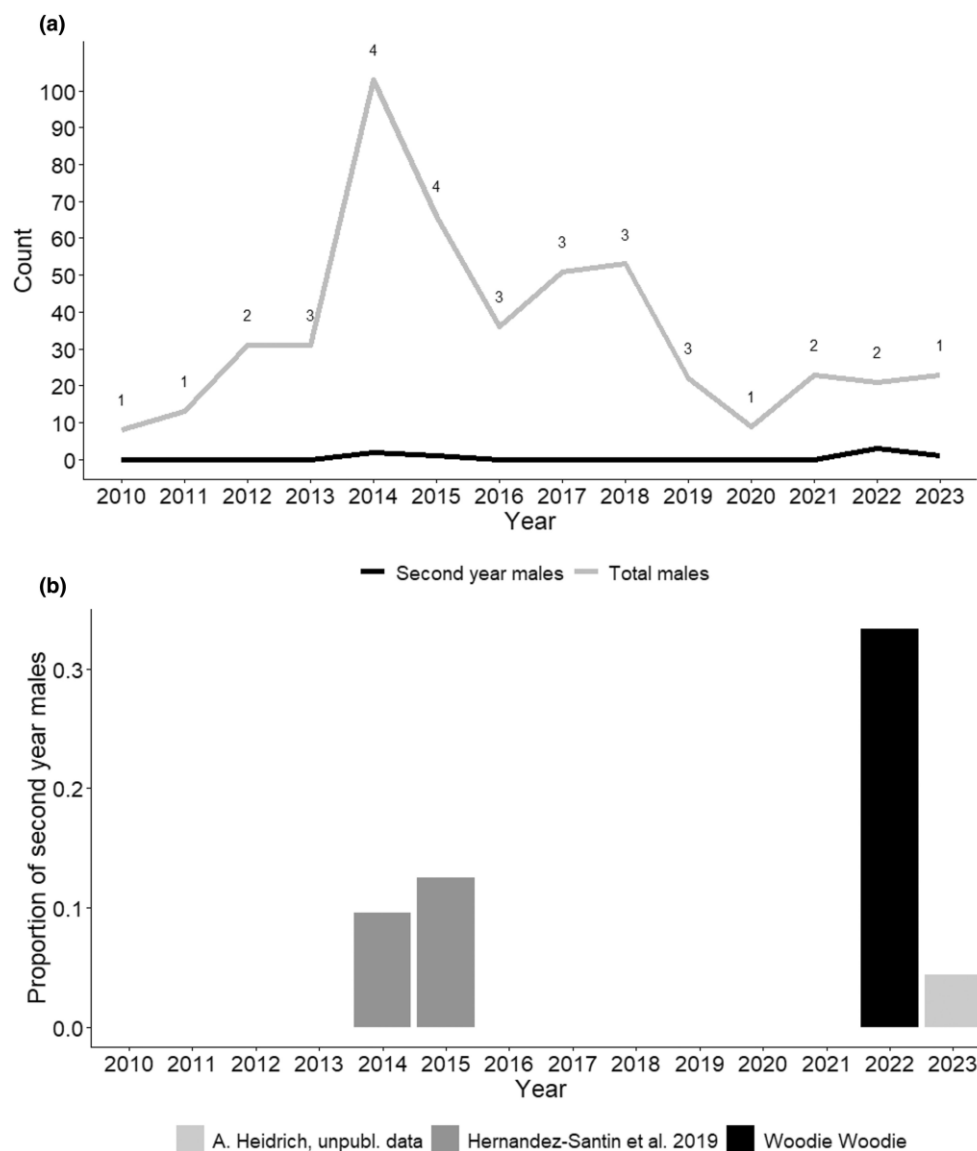 (a)
Count
100
90
80
70
60
50
40
30
20
10
0
1 1 2 3 4 4 3 3 3 3 1 2 2 1
2010 2011 2012 2013 2014 2015 2016 2017 2018 2019 2020 2021 2022 2023
Year
Second year males Total males
(b)
Proportion of second year males
0.3
0.2
0.1
0.0
2010 2011 2012 2013 2014 2015 2016 2017 2018 2019 2020 2021 2022 2023
Year
A. Heidrich, unpubl. data Hernandez-Santin et al. 2019 Woodie Woodie